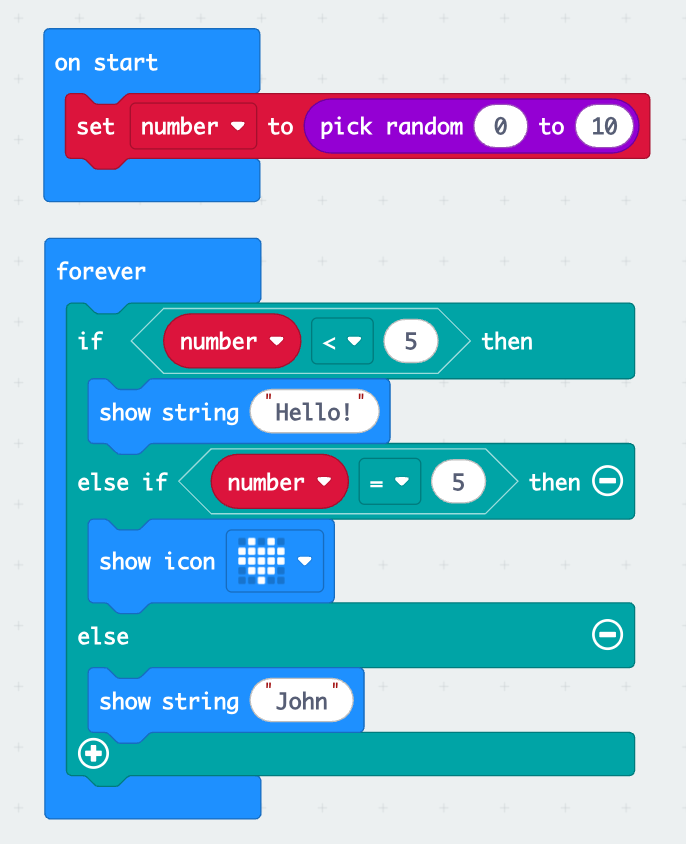 on start
set number to pick random 0 to 10
forever
if number < 5 then
show string "Hello!"
else if number = 5 then
show icon
else
show string "John"